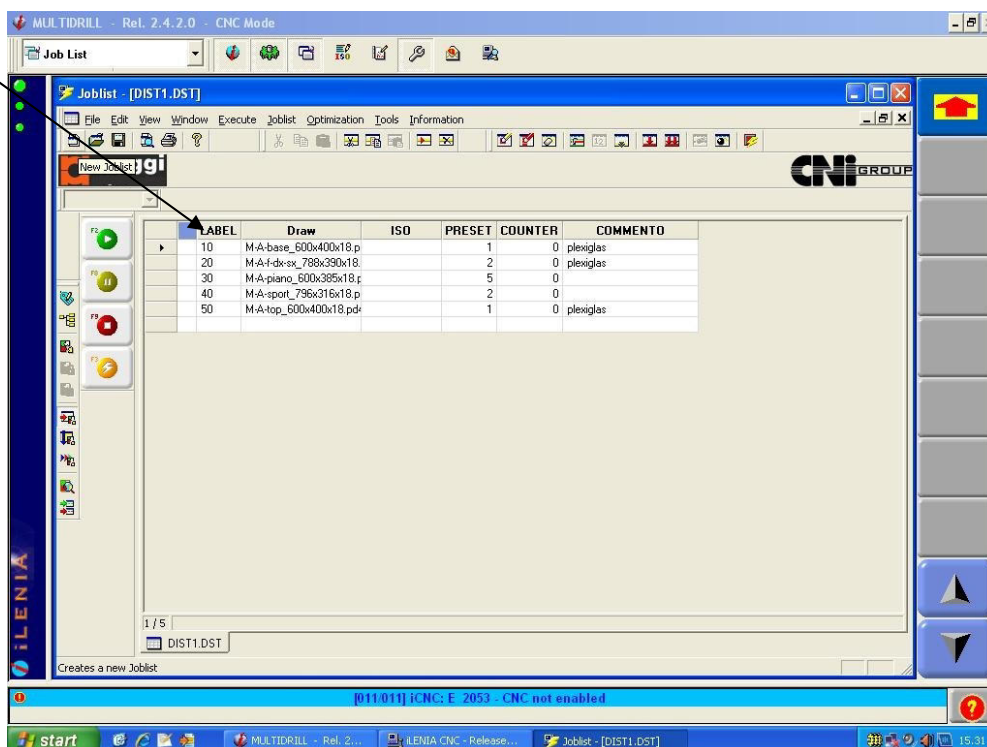 MULTIDRILL - Rel. 2.4.2.0 - CNC Mode
Job List
ISO
Joblist - [DIST1.DST]
File Edit View Window Execute Joblist Optimization Tools Information
New Joblist
CNi GROUP
LABEL Draw ISO PRESET COUNTER COMMENTO
10 M-A-base_600x400x18.p 1 0 plexiglas
20 M-A-f-dx-sx_788x390x18. 2 0 plexiglas
30 M-A-piano_600x385x18.p 5 0
40 M-A-sport_796x316x18.p 2 0
50 M-A-top_600x400x18.pd4 1 0 plexiglas
F2
F9
iLENIA
1 / 5
DIST1.DST
Creates a new Joblist
[011/011] iCNC: E 2053 - CNC not enabled
start MULTIDRILL - Rel. 2... iLENIA CNC - Release... Joblist - [DIST1.DST] 15.31